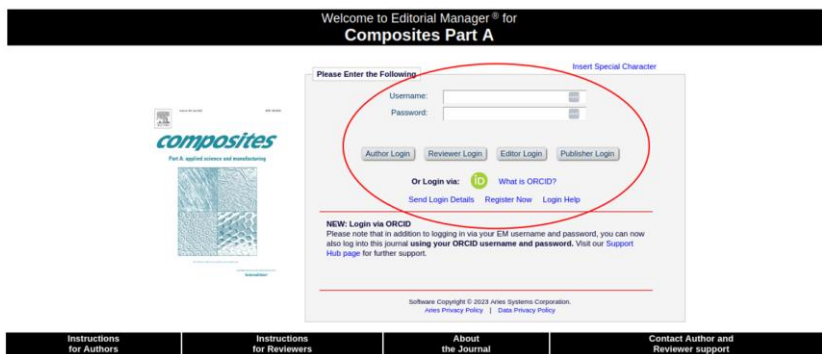 Welcome to Editorial Manager ® for
Composites Part A
Insert Special Character
Please Enter the Following
Username:
Password:
Author Login Reviewer Login Editor Login Publisher Login
Or Login via: iD What is ORCID?
Send Login Details Register Now Login Help
composites
Part A: applied science and manufacturing
NEW: Login via ORCID
Please note that in addition to logging in via your EM username and password, you can now
also log into this journal using your ORCID username and password. Visit our Support
Hub page for further support.
Software Copyright © 2023 Aries Systems Corporation.
Aries Privacy Policy | Data Privacy Policy
Instructions
for Authors
Instructions
for Reviewers
About
the Journal
Contact Author and
Reviewer support